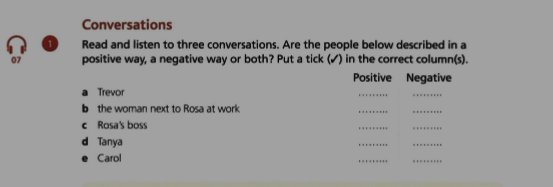 Conversations
1 Read and listen to three conversations. Are the people below described in a
07 positive way, a negative way or both? Put a tick (✓) in the correct column(s).
Positive Negative
a Trevor ......... .........
b the woman next to Rosa at work ......... .........
c Rosa's boss ......... .........
d Tanya ......... .........
e Carol ......... .........